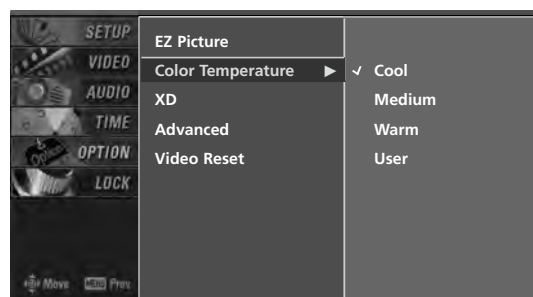 SETUP
VIDEO
AUDIO
TIME
OPTION
LOCK
Move MENU Prev
EZ Picture
Color Temperature ▶
XD
Advanced
Video Reset
✓ Cool
Medium
Warm
User